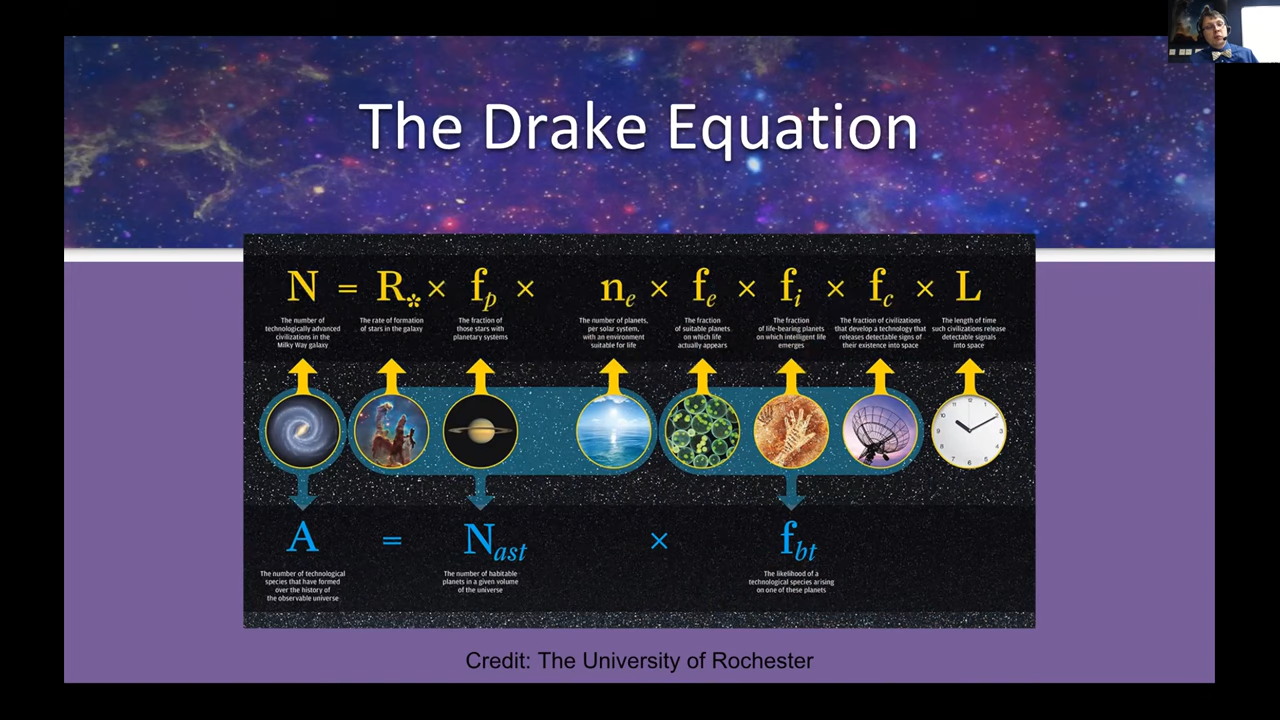 The Drake Equation
N = R* × fp × ne × fe × fi × fc × L
The number of
technologically advanced
civilizations in the
Milky Way galaxy
The rate of formation
of stars in the galaxy
The fraction of
those stars with
planetary systems
The number of planets,
per solar system,
with an environment
suitable for life
The fraction
of suitable planets
on which life
actually appears
The fraction
of life-bearing planets
on which intelligent life
emerges
The fraction of civilizations
that develop a technology that
releases detectable signs of
their existence into space
The length of time
such civilizations release
detectable signals
into space
A = Nast × fbt
The number of technological
species that have formed
over the history of
the observable universe
The number of habitable
planets in a given volume
of the universe
The likelihood of a
technological species arising
on one of these planets
Credit: The University of Rochester